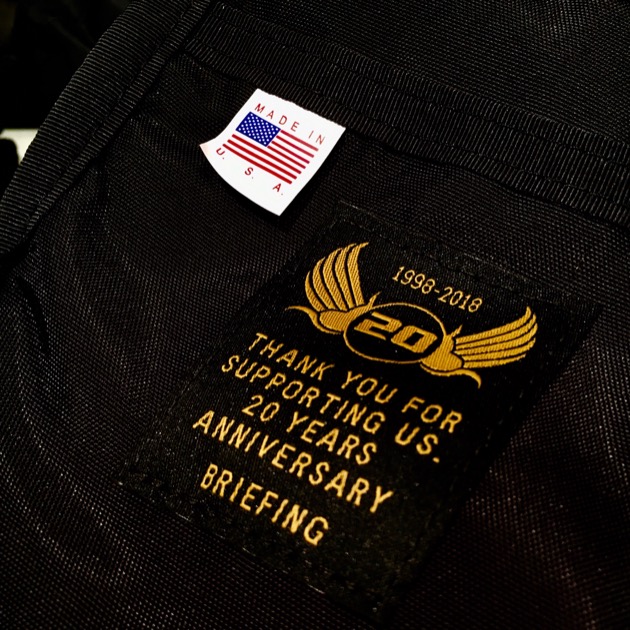 MADE IN
U. S. A.
1998-2018
20
THANK YOU FOR
SUPPORTING US.
20 YEARS
ANNIVERSARY
BRIEFING